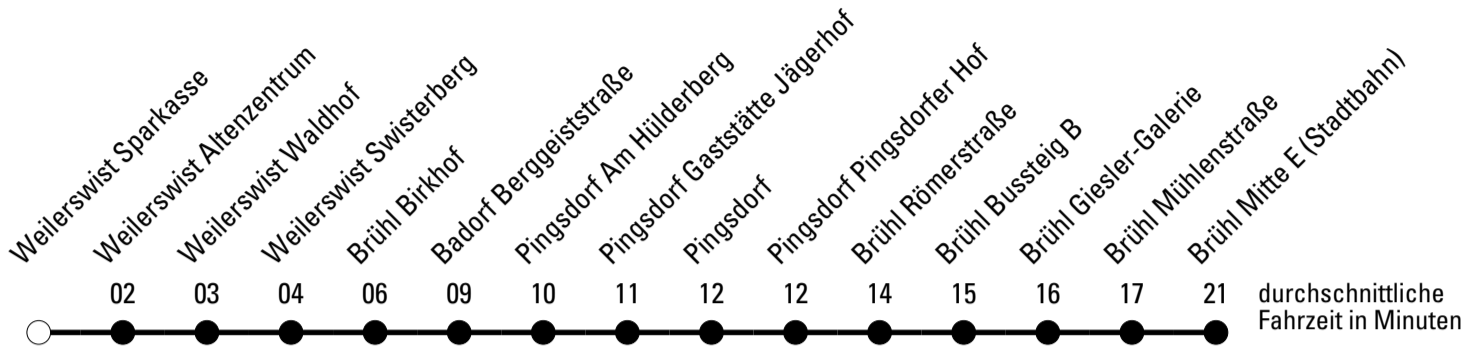 Weilerswist Sparkasse
Weilerswist Altenzentrum
Weilerswist Waldhof
Weilerswist Swisterberg
Brühl Birkhof
Badorf Berggeiststraße
Pingsdorf Am Hülderberg
Pingsdorf Gaststätte Jägerhof
Pingsdorf
Pingsdorf Pingsdorfer Hof
Brühl Römerstraße
Brühl Bussteig B
Brühl Giesler-Galerie
Brühl Mühlenstraße
Brühl Mitte E (Stadtbahn)
02 03 04 06 09 10 11 12 12 14 15 16 17 21
durchschnittliche
Fahrzeit in Minuten